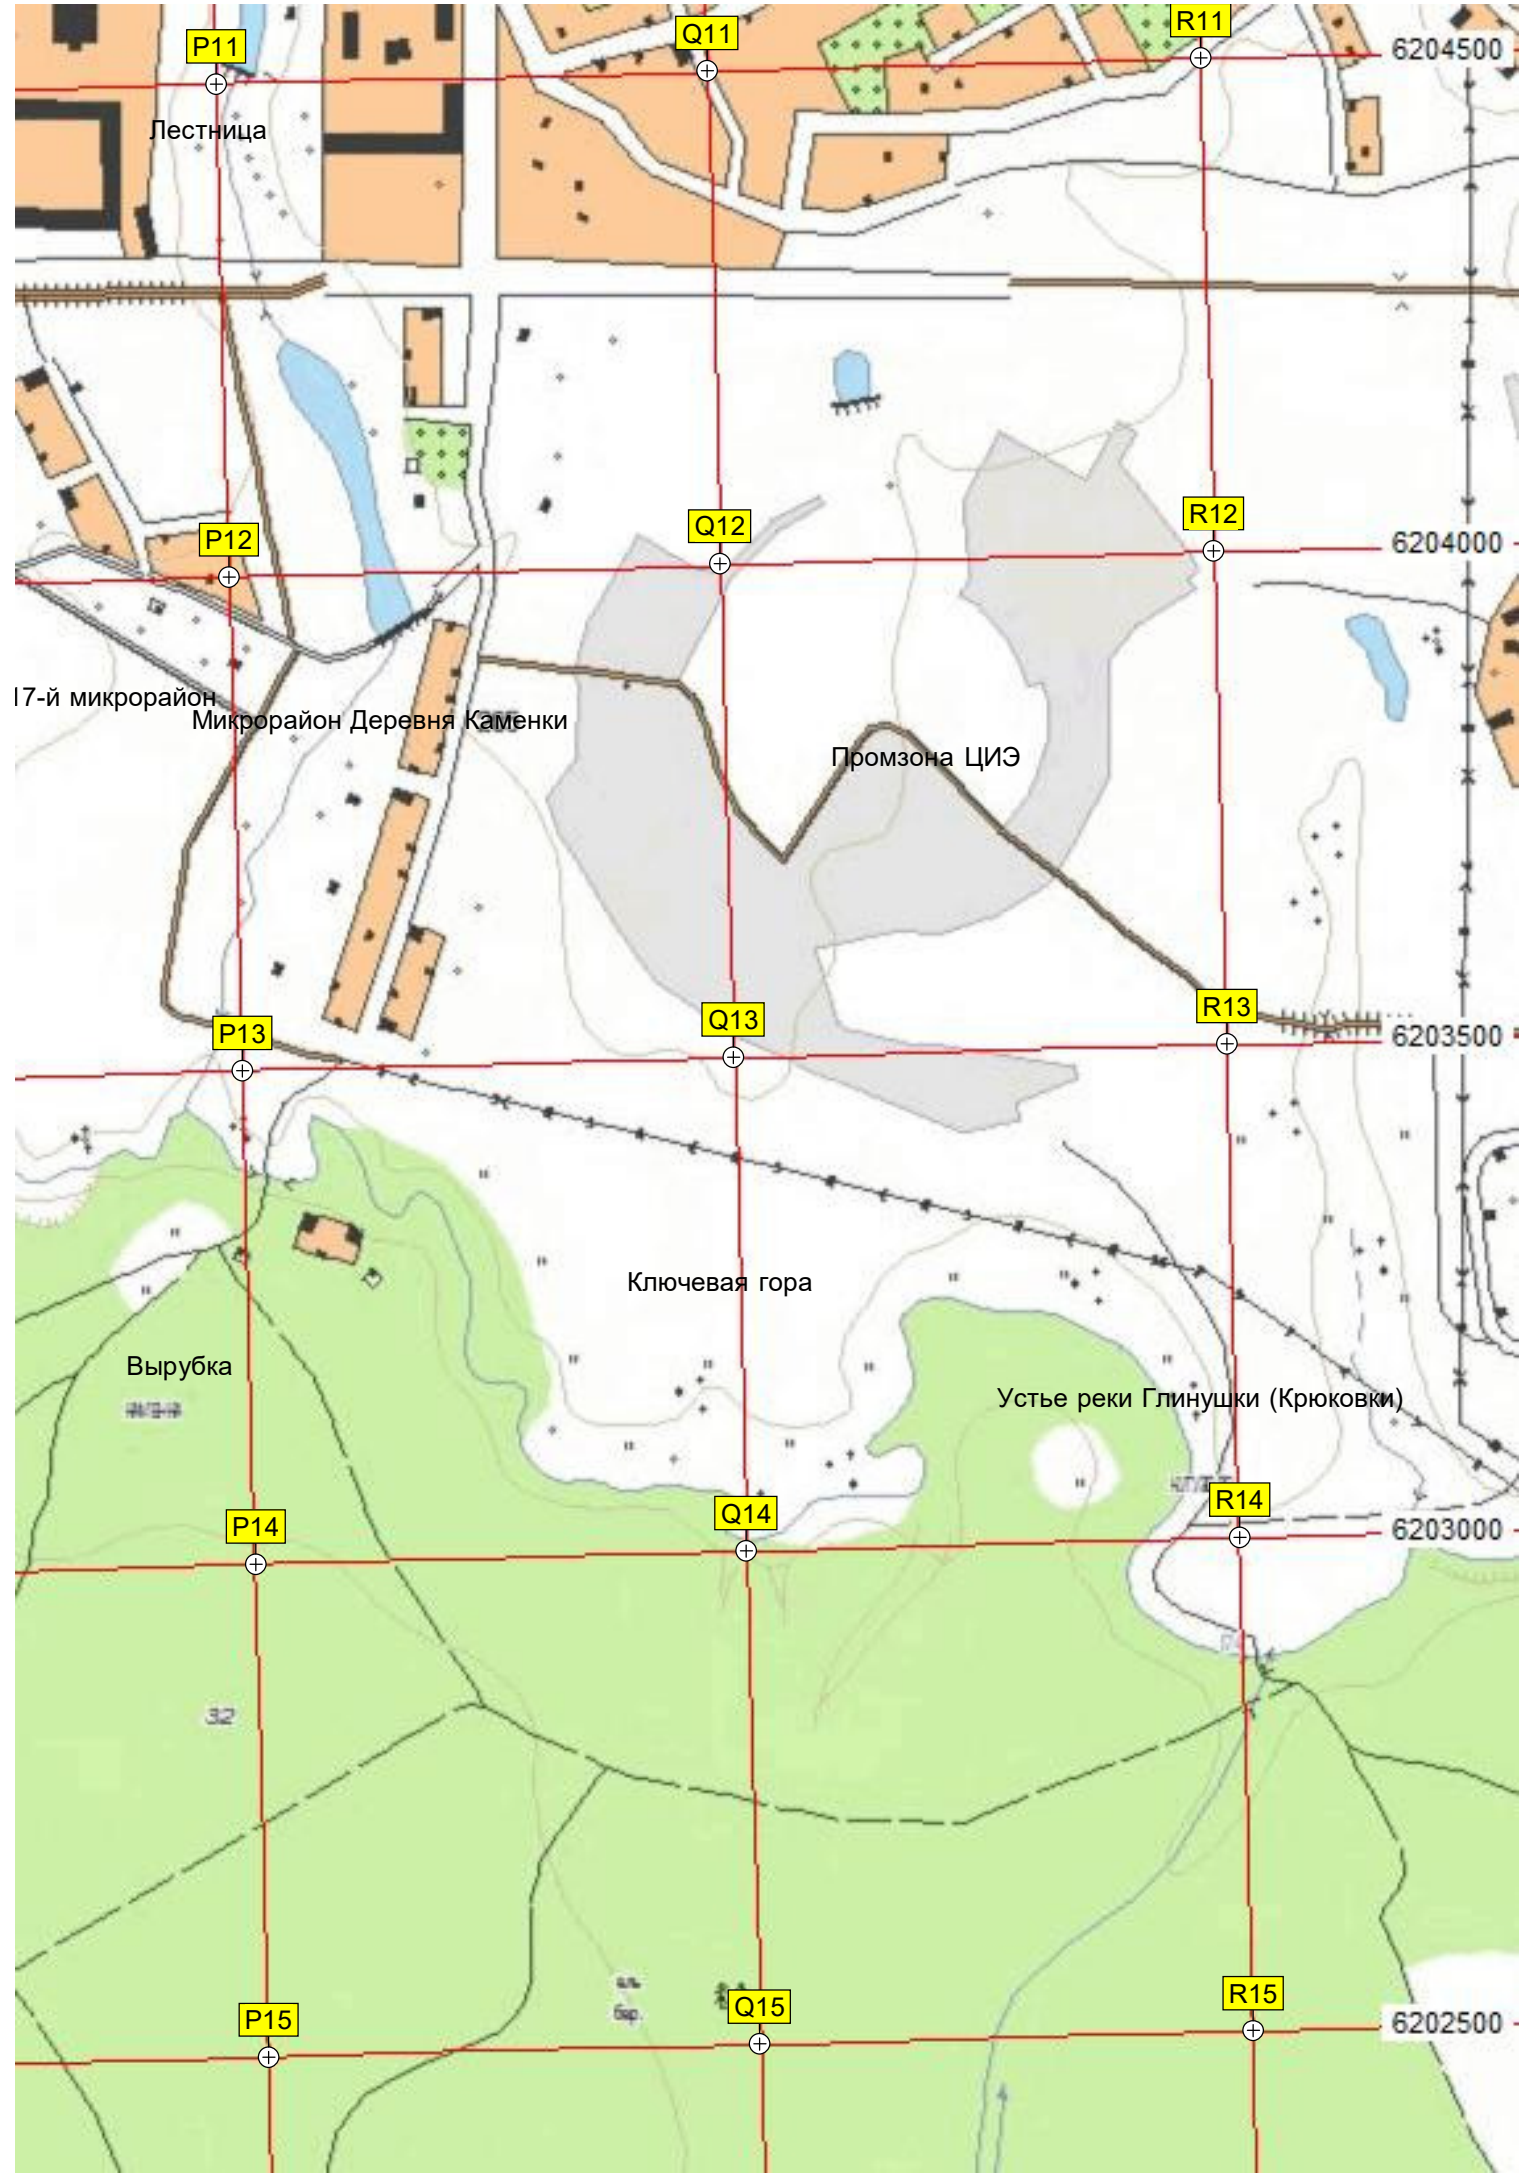 P11
Q11
R11
6204500
Лестница
P12
Q12
R12
6204000
17-й микрорайон
Микрорайон Деревня Каменки
Промзона ЦИЭ
P13
Q13
R13
6203500
Ключевая гора
Вырубка
Устье реки Глинушки (Крюковки)
P14
Q14
R14
6203000
32
P15
Q15
R15
6202500